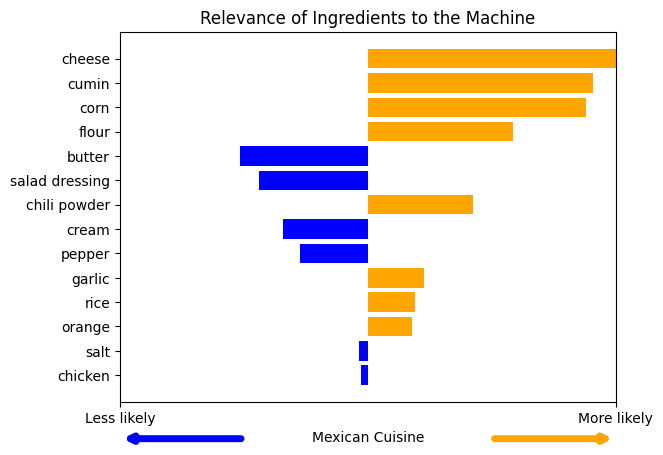 Relevance of Ingredients to the Machine
cheese
cumin
corn
flour
butter
salad dressing
chili powder
cream
pepper
garlic
rice
orange
salt
chicken
Less likely
More likely
Mexican Cuisine